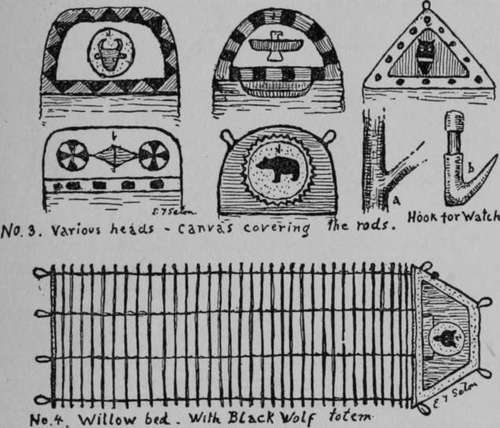 a
b
E.T. Seton
Hook for Watch
No. 3. Various heads - Canvas covering the rods.
E T Seton
No. 4. Willow bed. With Black Wolf totem